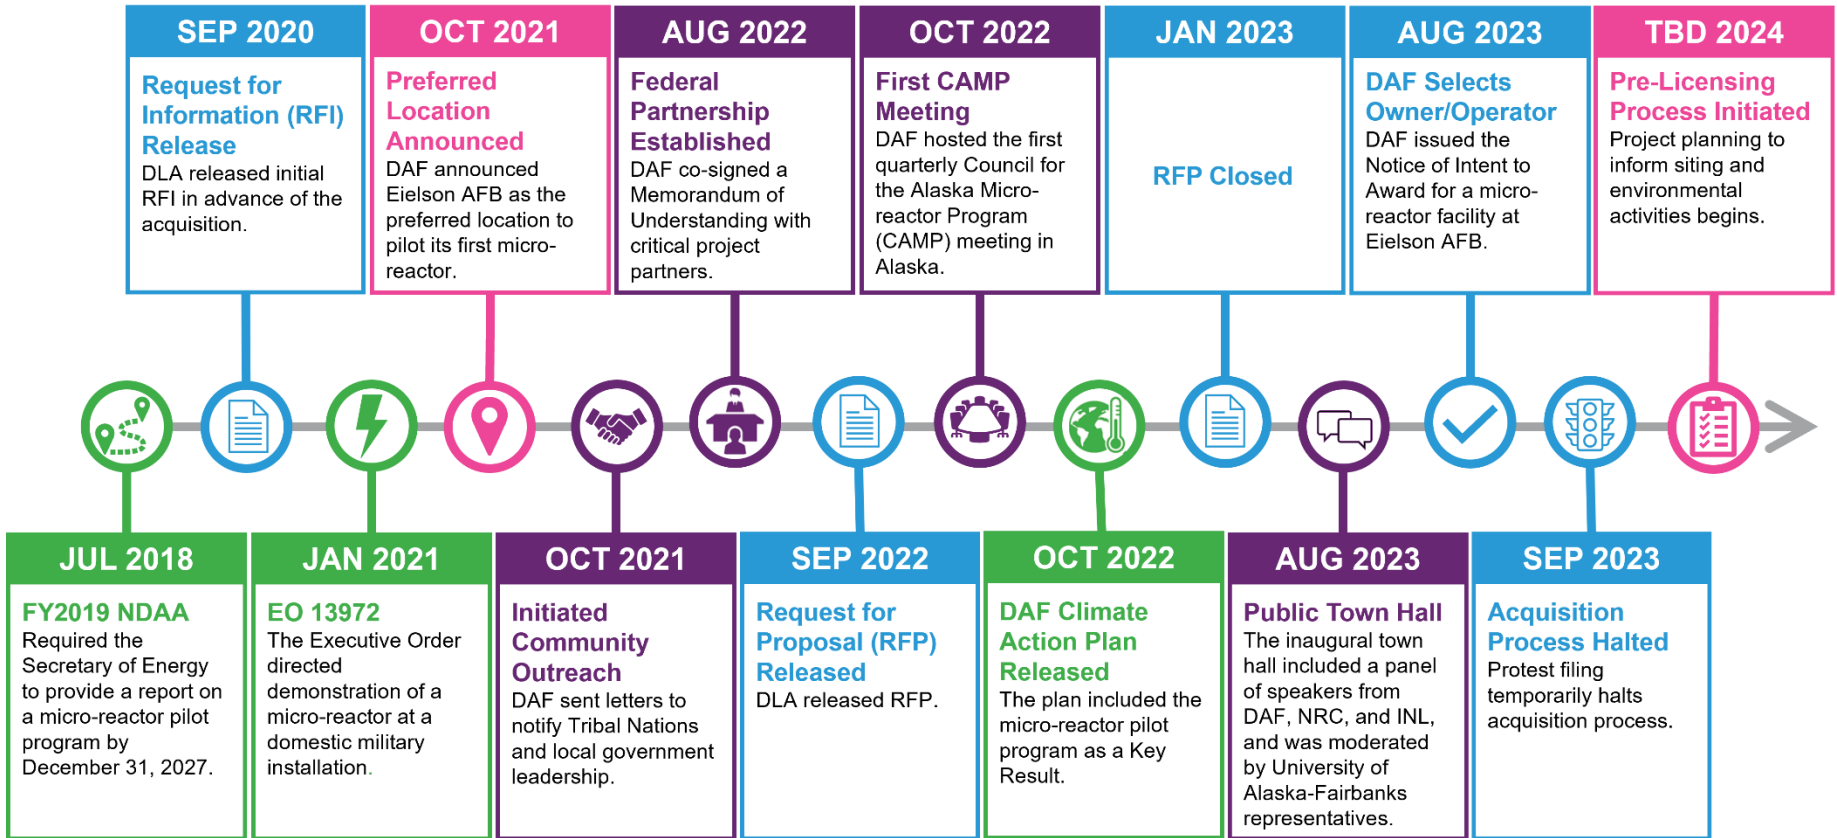 SEP 2020
Request for
Information (RFI)
Release
DLA released initial
RFI in advance of the
acquisition.
OCT 2021
Preferred
Location
Announced
DAF announced
Eielson AFB as the
preferred location to
pilot its first micro-
reactor.
AUG 2022
Federal
Partnership
Established
DAF co-signed a
Memorandum of
Understanding with
critical project
partners.
OCT 2022
First CAMP
Meeting
DAF hosted the first
quarterly Council for
the Alaska Micro-
reactor Program
(CAMP) meeting in
Alaska.
JAN 2023
RFP Closed
AUG 2023
DAF Selects
Owner/Operator
DAF issued the
Notice of Intent to
Award for a micro-
reactor facility at
Eielson AFB.
TBD 2024
Pre-Licensing
Process Initiated
Project planning to
inform siting and
environmental
activities begins.
JUL 2018
FY2019 NDAA
Required the
Secretary of Energy
to provide a report on
a micro-reactor pilot
program by
December 31, 2027.
JAN 2021
EO 13972
The Executive Order
directed
demonstration of a
micro-reactor at a
domestic military
installation.
OCT 2021
Initiated
Community
Outreach
DAF sent letters to
notify Tribal Nations
and local government
leadership.
SEP 2022
Request for
Proposal (RFP)
Released
DLA released RFP.
OCT 2022
DAF Climate
Action Plan
Released
The plan included the
micro-reactor pilot
program as a Key
Result.
AUG 2023
Public Town Hall
The inaugural town
hall included a panel
of speakers from
DAF, NRC, and INL,
and was moderated
by University of
Alaska-Fairbanks
representatives.
SEP 2023
Acquisition
Process Halted
Protest filing
temporarily halts
acquisition process.